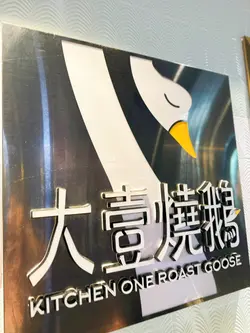 大壹燒鵝
KITCHEN ONE ROAST GOOSE